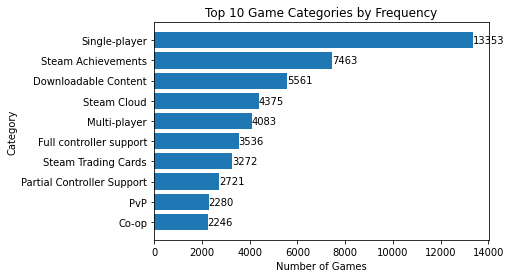 Top 10 Game Categories by Frequency
Category
Single-player 13353
Steam Achievements 7463
Downloadable Content 5561
Steam Cloud 4375
Multi-player 4083
Full controller support 3536
Steam Trading Cards 3272
Partial Controller Support 2721
PvP 2280
Co-op 2246
0 2000 4000 6000 8000 10000 12000 14000
Number of Games